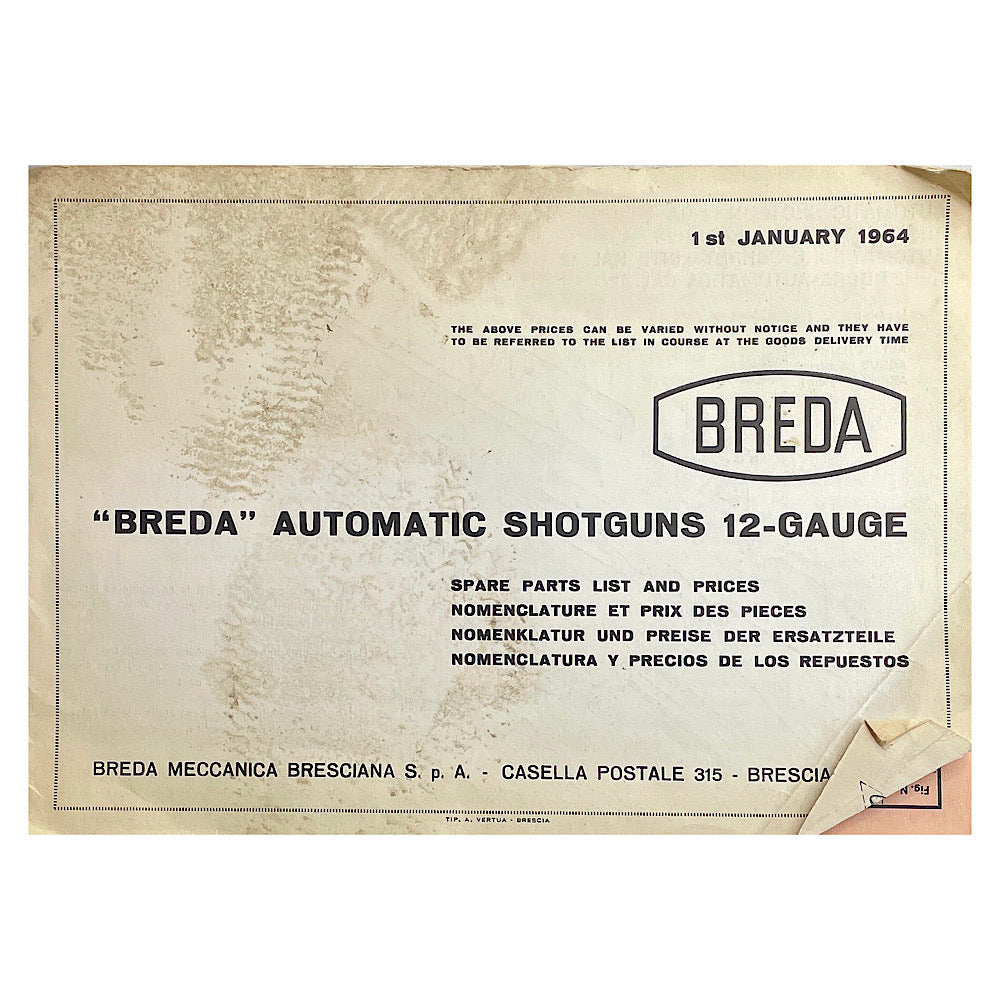 1st JANUARY 1964
THE ABOVE PRICES CAN BE VARIED WITHOUT NOTICE AND THEY HAVE
TO BE REFERRED TO THE LIST IN COURSE AT THE GOODS DELIVERY TIME
BREDA
“BREDA” AUTOMATIC SHOTGUNS 12-GAUGE
SPARE PARTS LIST AND PRICES
NOMENCLATURE ET PRIX DES PIECES
NOMENKLATUR UND PREISE DER ERSATZTEILE
NOMENCLATURA Y PRECIOS DE LOS REPUESTOS
BREDA MECCANICA BRESCIANA S. p. A. - CASELLA POSTALE 315 - BRESCIA
Fig. N
TIP. A. VERTUA - BRESCIA